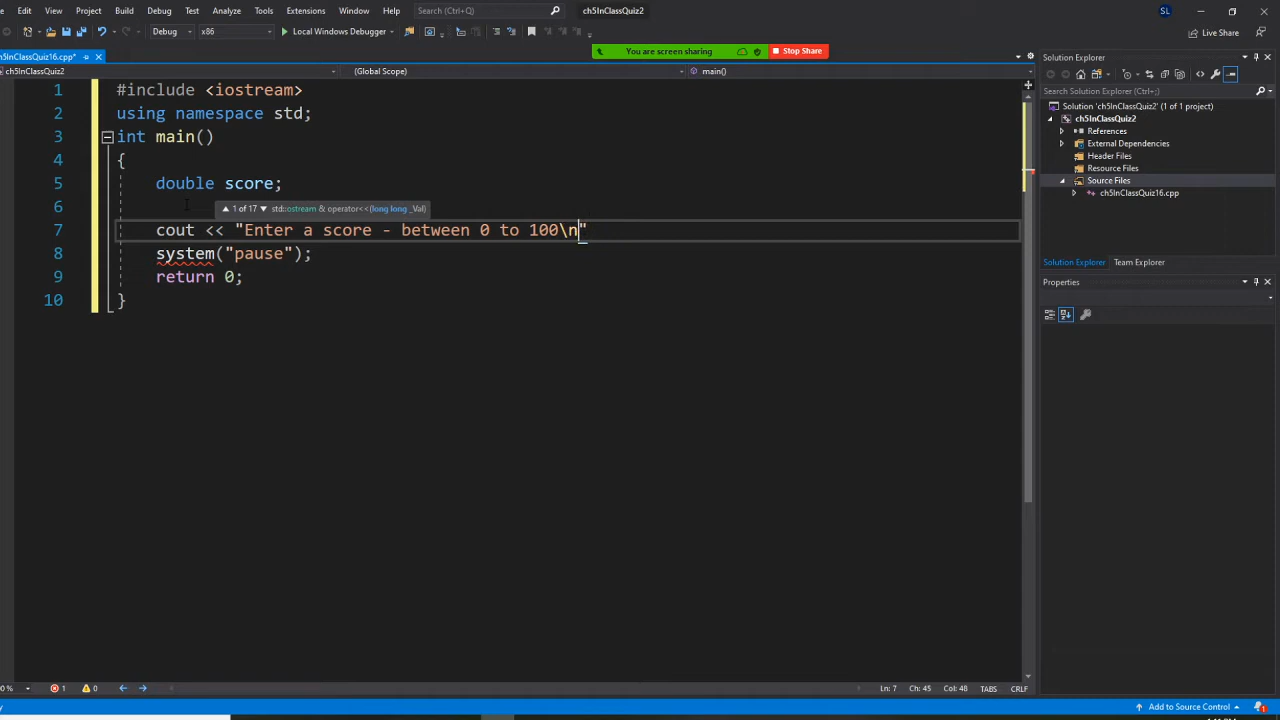 Edit View Project Build Debug Test Analyze Tools Extensions Window Help Search (Ctrl+Q) ch5InClassQuiz2 SL
Debug x86 Local Windows Debugger Live Share
You are screen sharing Stop Share
ch5InClassQuiz16.cpp*
ch5InClassQuiz2 (Global Scope) main()
1 #include <iostream>
2 using namespace std;
3 int main()
4 {
5 double score;
6
1 of 17 std::ostream & operator<<(long long _Val)
7 cout << "Enter a score - between 0 to 100\n"
8 system("pause");
9 return 0;
10 }
Solution Explorer
Search Solution Explorer (Ctrl+;)
Solution 'ch5InClassQuiz2' (1 of 1 project)
ch5InClassQuiz2
References
External Dependencies
Header Files
Resource Files
Source Files
ch5InClassQuiz16.cpp
Solution Explorer Team Explorer
Properties
0 % 1 0 Ln: 7 Ch: 45 Col: 48 TABS CRLF
Add to Source Control 1